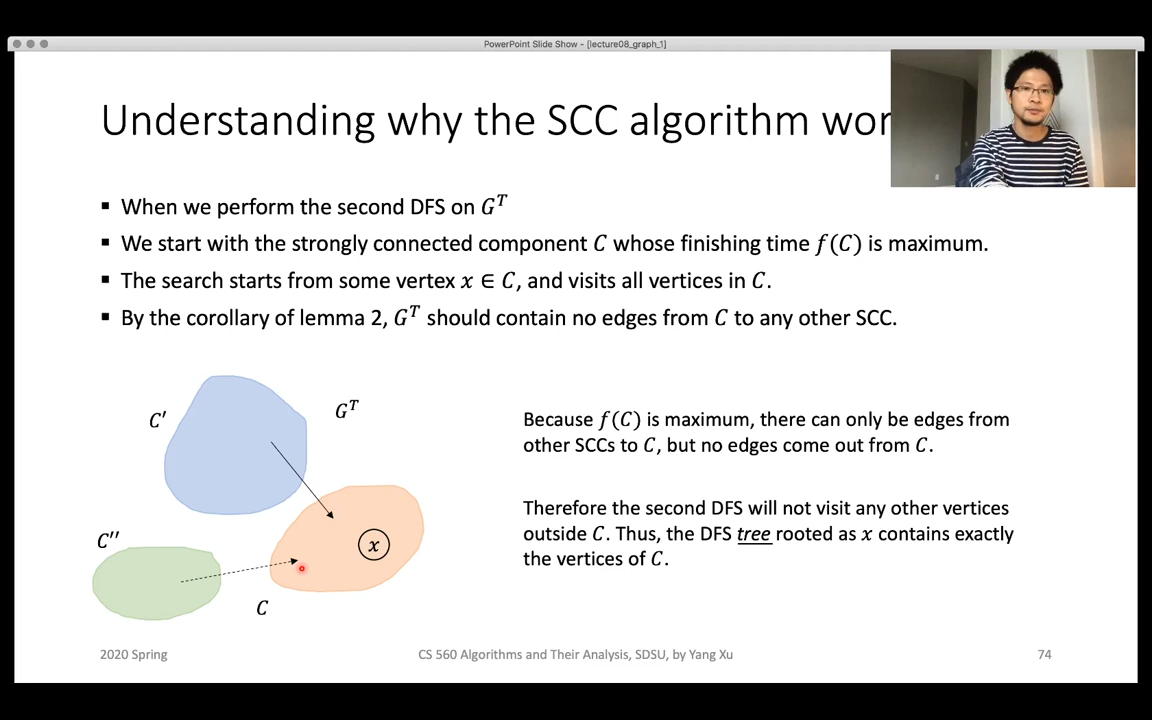 PowerPoint Slide Show - [lecture08_graph_1]
Understanding why the SCC algorithm wor
▪ When we perform the second DFS on Gᵀ
▪ We start with the strongly connected component C whose finishing time f(C) is maximum.
▪ The search starts from some vertex x ∈ C, and visits all vertices in C.
▪ By the corollary of lemma 2, Gᵀ should contain no edges from C to any other SCC.
C′
Gᵀ
C′′
x
C
Because f(C) is maximum, there can only be edges from
other SCCs to C, but no edges come out from C.
Therefore the second DFS will not visit any other vertices
outside C. Thus, the DFS tree rooted as x contains exactly
the vertices of C.
2020 Spring
CS 560 Algorithms and Their Analysis, SDSU, by Yang Xu
74